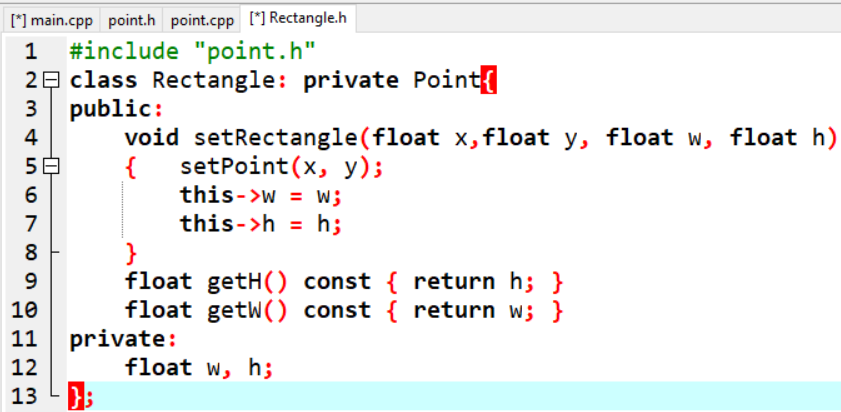 [*] main.cpp point.h point.cpp [*] Rectangle.h
1 #include "point.h"
2 class Rectangle: private Point{
3 public:
4     void setRectangle(float x,float y, float w, float h)
5     {   setPoint(x, y);
6         this->w = w;
7         this->h = h;
8     }
9     float getH() const { return h; }
10     float getW() const { return w; }
11 private:
12     float w, h;
13 };